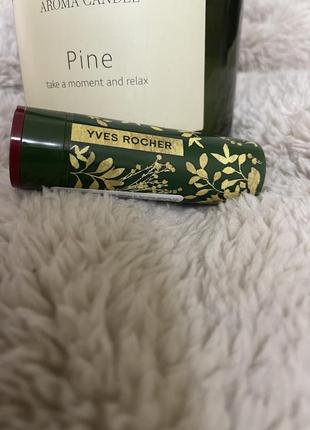 AROMA CANDLE
Pine
take a moment and relax
YVES ROCHER